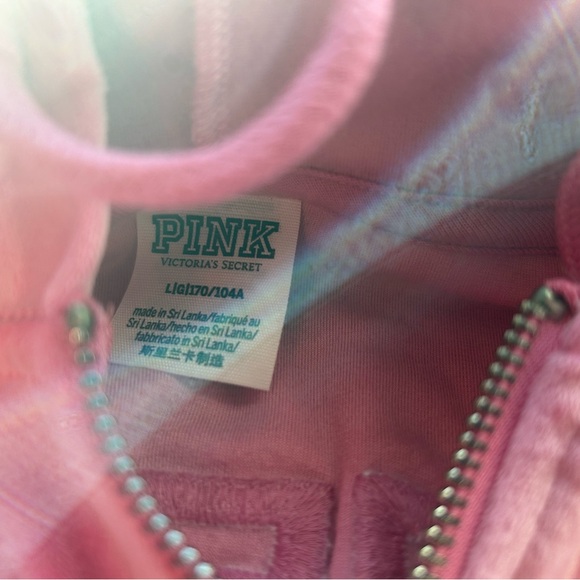 PINK
VICTORIA'S SECRET
L|G|170/104A
made in Sri Lanka/fabriqué au
Sri Lanka/hecho en Sri Lanka/
fabbricato in Sri Lanka/
斯里兰卡制造